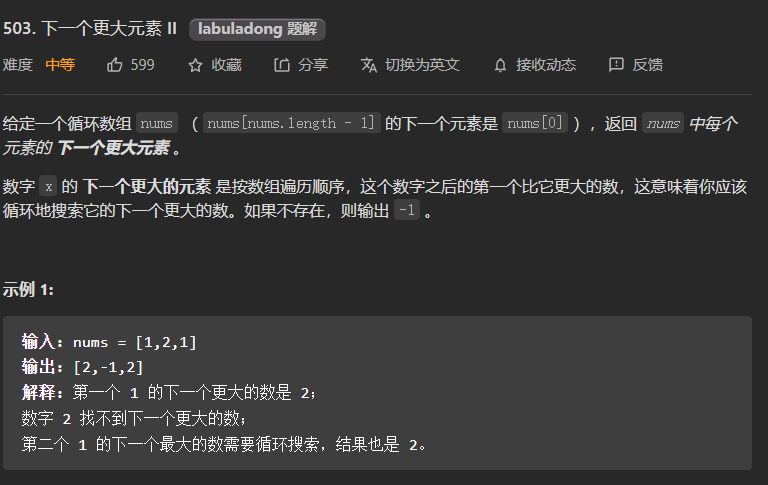 503. 下一个更大元素 II labuladong 题解
难度 中等 599 收藏 分享 切换为英文 接收动态 反馈
给定一个循环数组 nums （ nums[nums.length - 1] 的下一个元素是 nums[0] ），返回 nums 中每个
元素的 下一个更大元素 。
数字 x 的 下一个更大的元素 是按数组遍历顺序，这个数字之后的第一个比它更大的数，这意味着你应该
循环地搜索它的下一个更大的数。如果不存在，则输出 -1 。
示例 1:
输入: nums = [1,2,1]
输出: [2,-1,2]
解释: 第一个 1 的下一个更大的数是 2；
数字 2 找不到下一个更大的数；
第二个 1 的下一个最大的数需要循环搜索，结果也是 2。